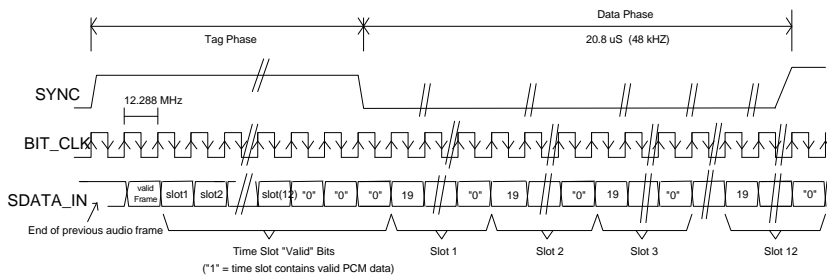 Data Phase
Tag Phase
20.8 uS (48 kHZ)
SYNC
12.288 MHz
BIT_CLK
SDATA_IN
valid
Frame
slot1
slot2
slot(12)
"0"
"0"
"0"
19
"0"
19
"0"
19
"0"
19
"0"
End of previous audio frame
Time Slot "Valid" Bits
Slot 1
Slot 2
Slot 3
Slot 12
("1" = time slot contains valid PCM data)